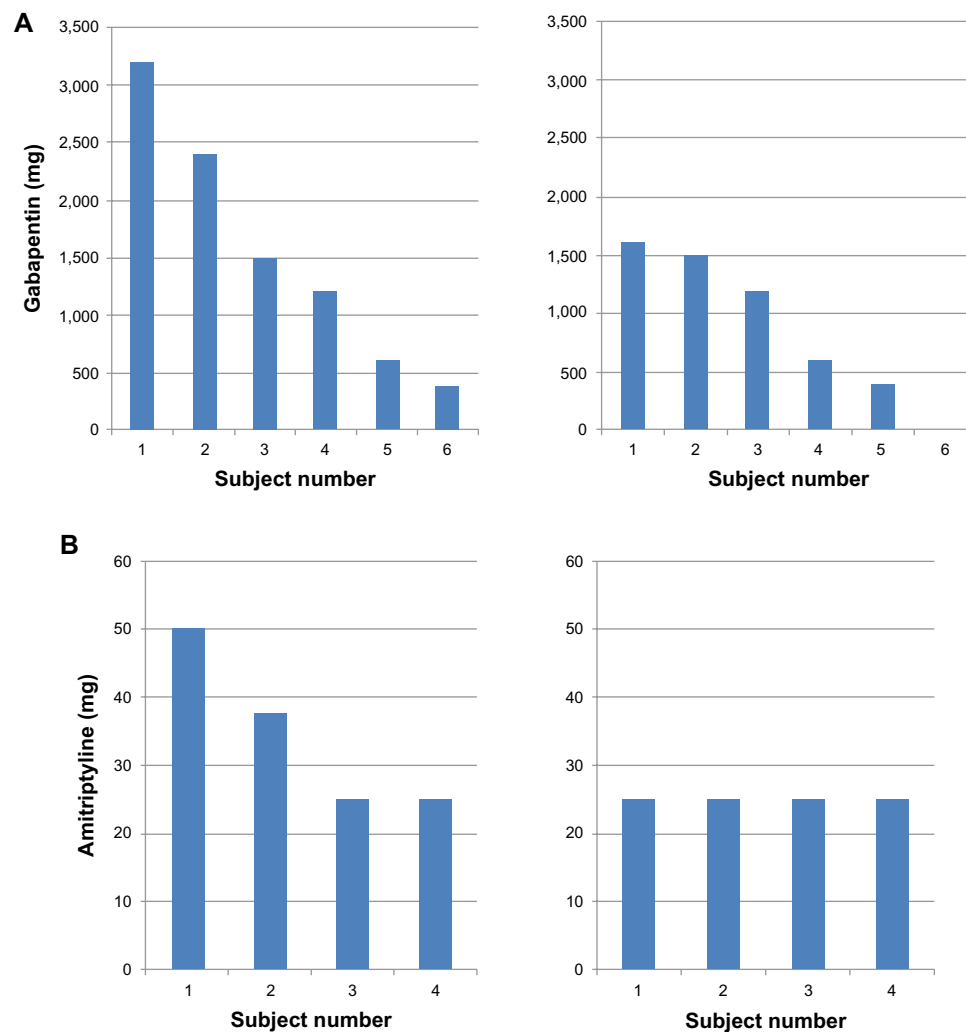 A
Gabapentin (mg)
3,500
3,000
2,500
2,000
1,500
1,000
500
0
1 2 3 4 5 6
Subject number
3,500
3,000
2,500
2,000
1,500
1,000
500
0
1 2 3 4 5 6
Subject number
B
Amitriptyline (mg)
60
50
40
30
20
10
0
1 2 3 4
Subject number
60
50
40
30
20
10
0
1 2 3 4
Subject number